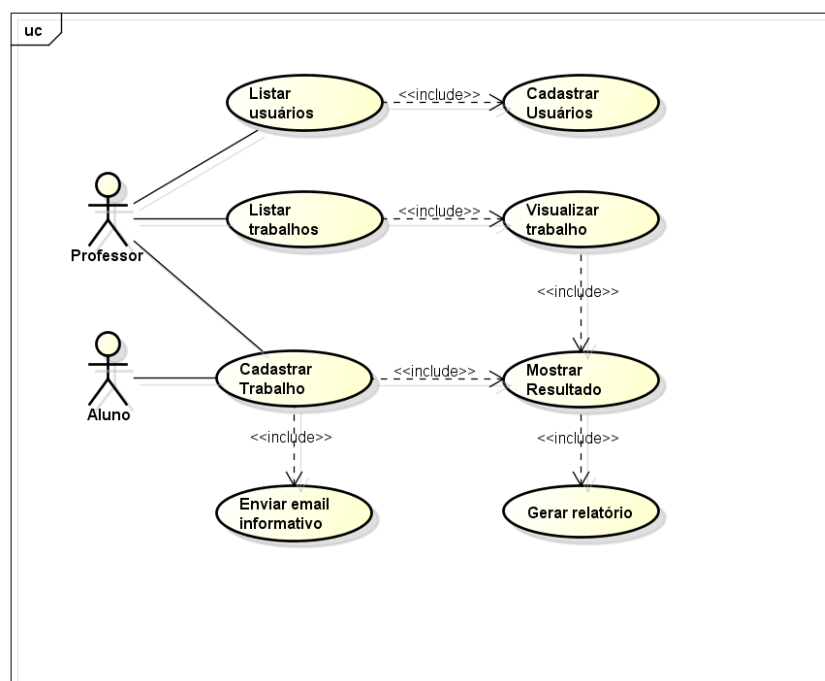 uc
Listar
usuários
<<include>>
Cadastrar
Usuários
Listar
trabalhos
<<include>>
Visualizar
trabalho
Professor
<<include>>
Cadastrar
Trabalho
<<include>>
Mostrar
Resultado
Aluno
<<include>>
<<include>>
Enviar email
informativo
Gerar relatório